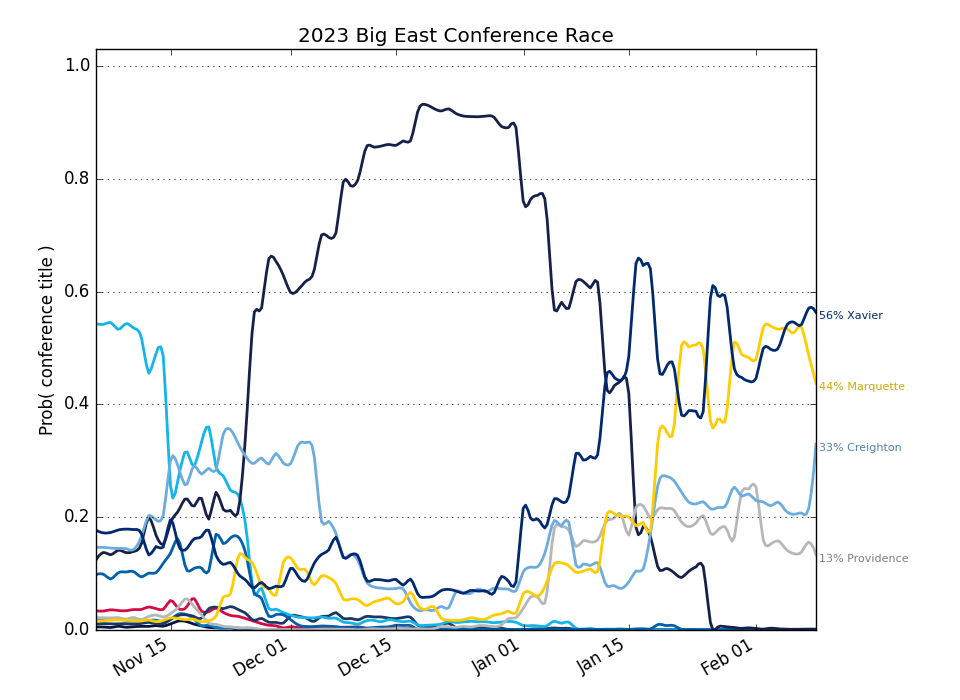 2023 Big East Conference Race
Prob( conference title )
1.0
0.8
0.6
0.4
0.2
0.0
Nov 15
Dec 01
Dec 15
Jan 01
Jan 15
Feb 01
56% Xavier
44% Marquette
33% Creighton
13% Providence